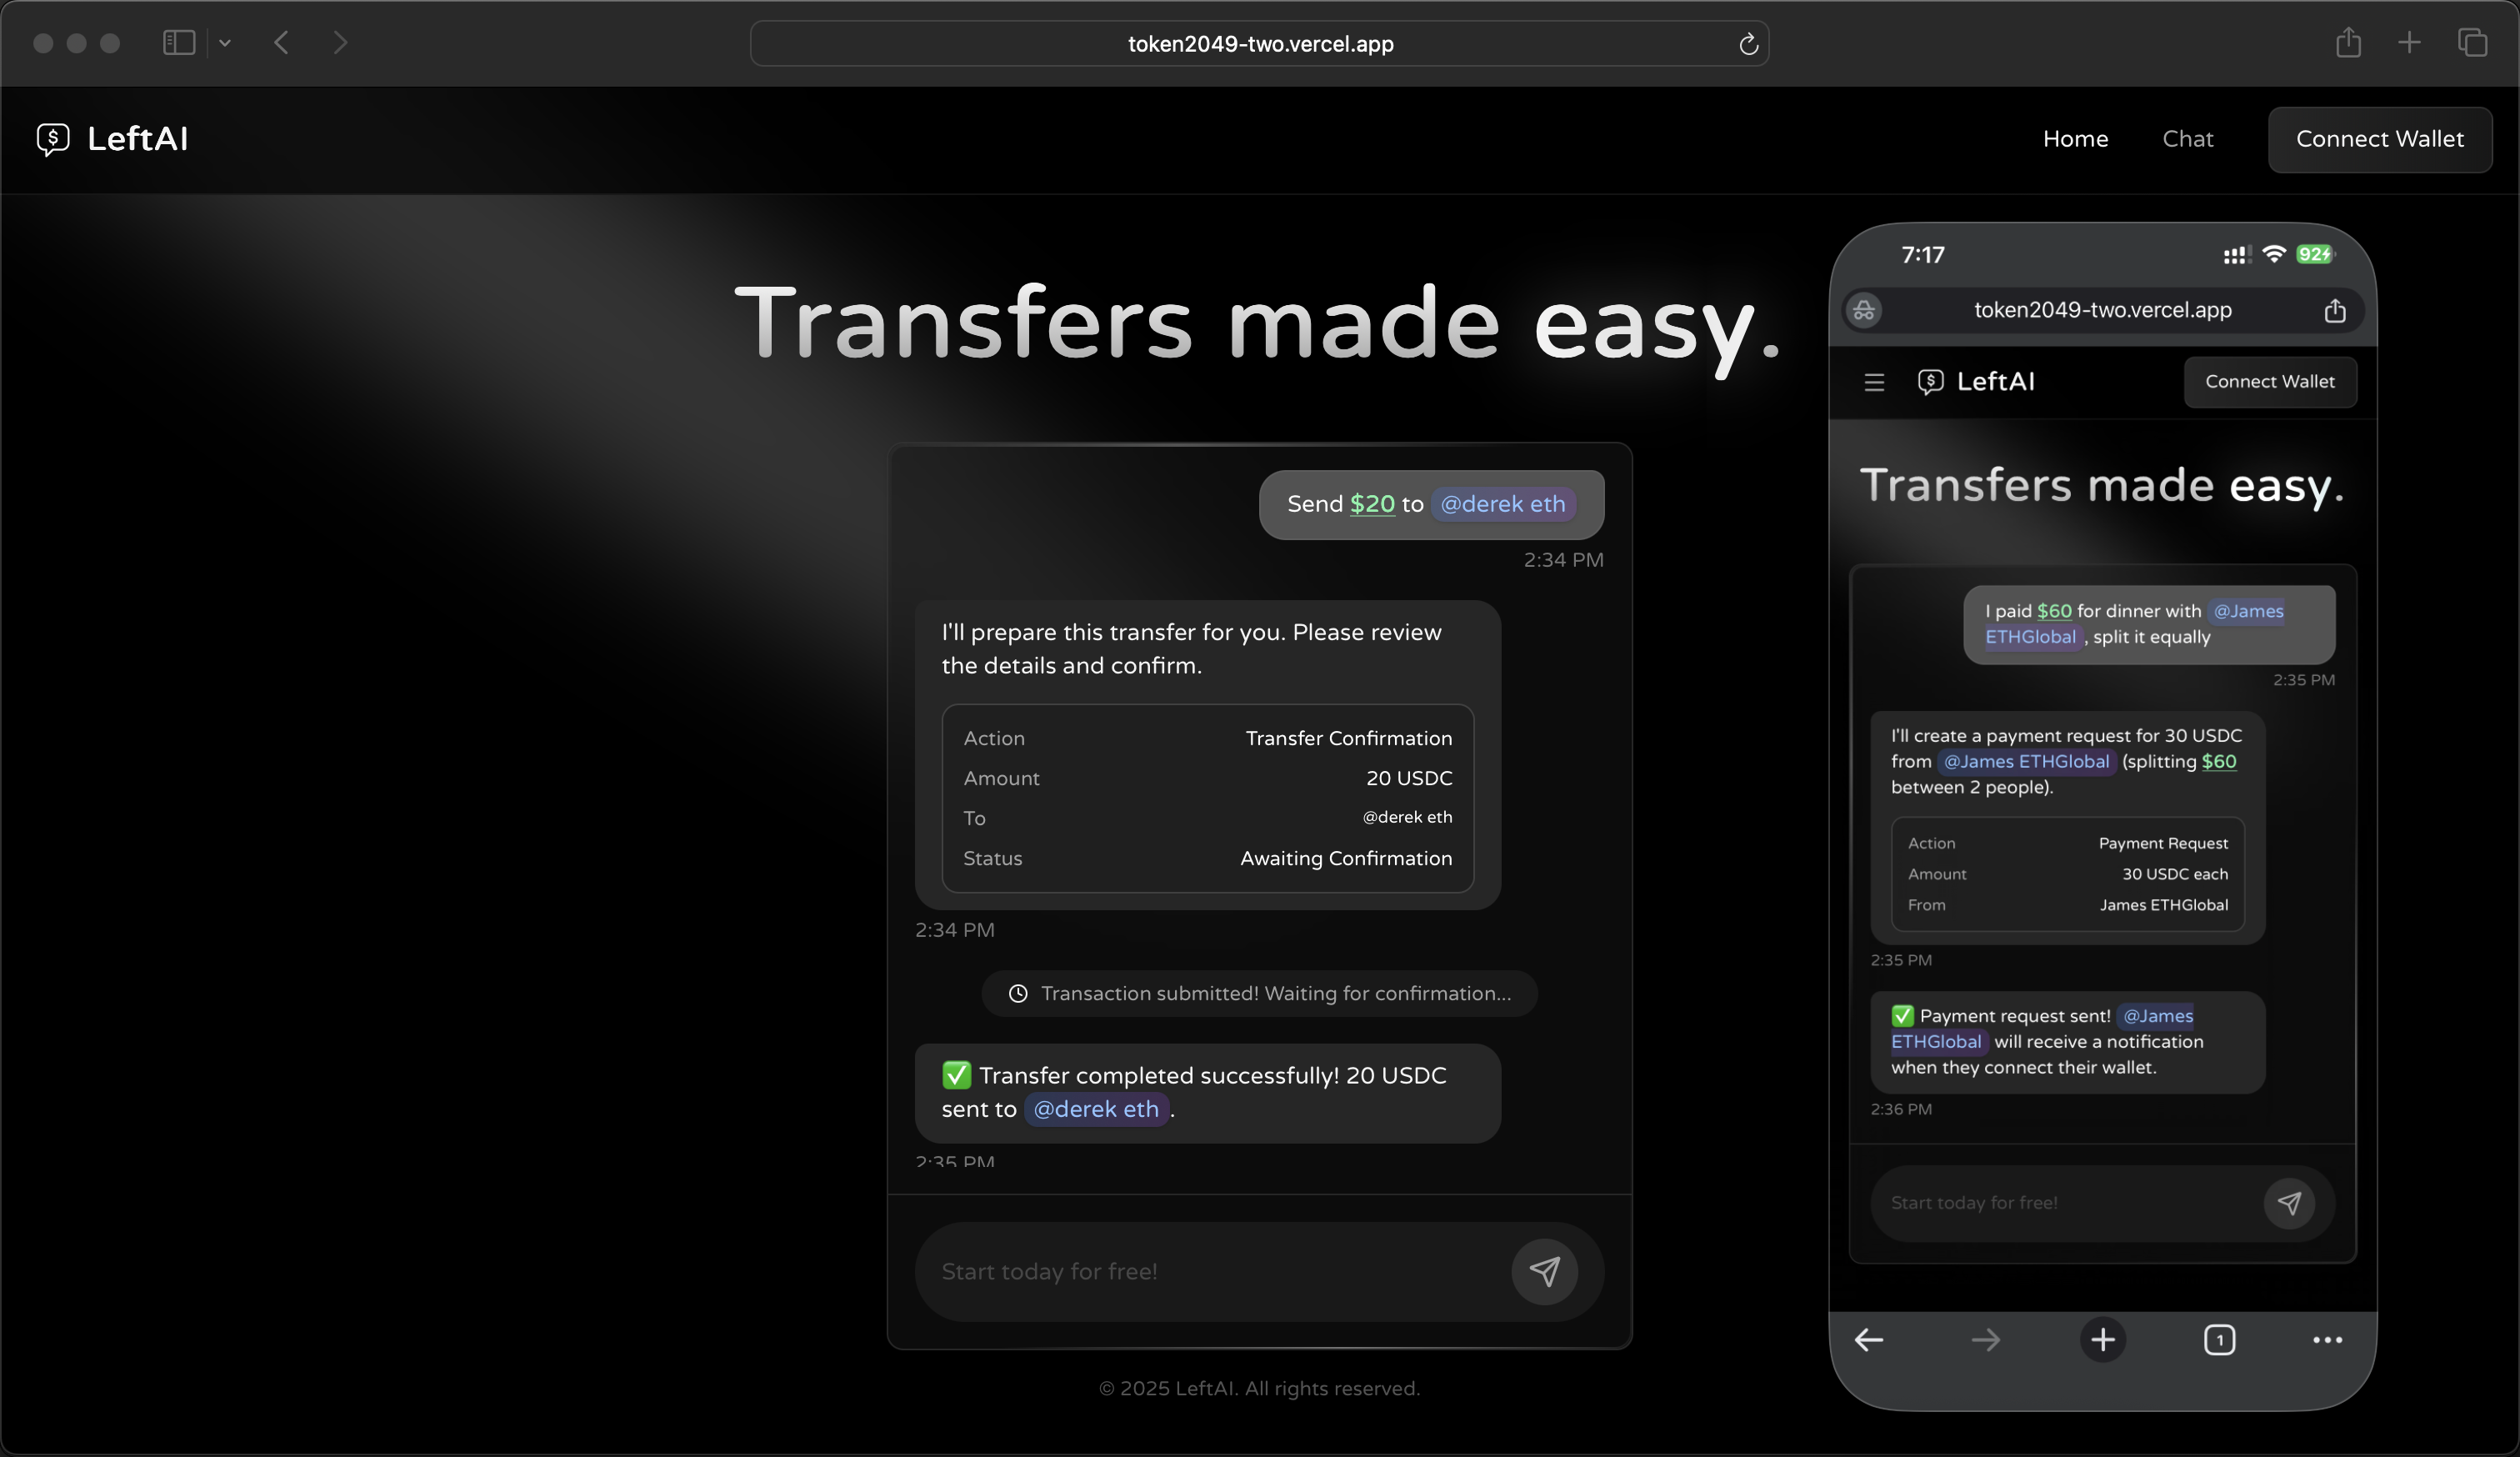 token2049-two.vercel.app
LeftAI
Home
Chat
Connect Wallet
Transfers made easy.
Send $20 to @derek eth
2:34 PM
I'll prepare this transfer for you. Please review
the details and confirm.
Action Transfer Confirmation
Amount 20 USDC
To @derek eth
Status Awaiting Confirmation
2:34 PM
Transaction submitted! Waiting for confirmation...
✅ Transfer completed successfully! 20 USDC
sent to @derek eth .
2:35 PM
Start today for free!
© 2025 LeftAI. All rights reserved.
7:17
92
token2049-two.vercel.app
LeftAI
Connect Wallet
Transfers made easy.
I paid $60 for dinner with @James
ETHGlobal , split it equally
2:35 PM
I'll create a payment request for 30 USDC
from @James ETHGlobal (splitting $60
between 2 people).
Action Payment Request
Amount 30 USDC each
From James ETHGlobal
2:35 PM
✅ Payment request sent! @James
ETHGlobal will receive a notification
when they connect their wallet.
2:36 PM
Start today for free!
1